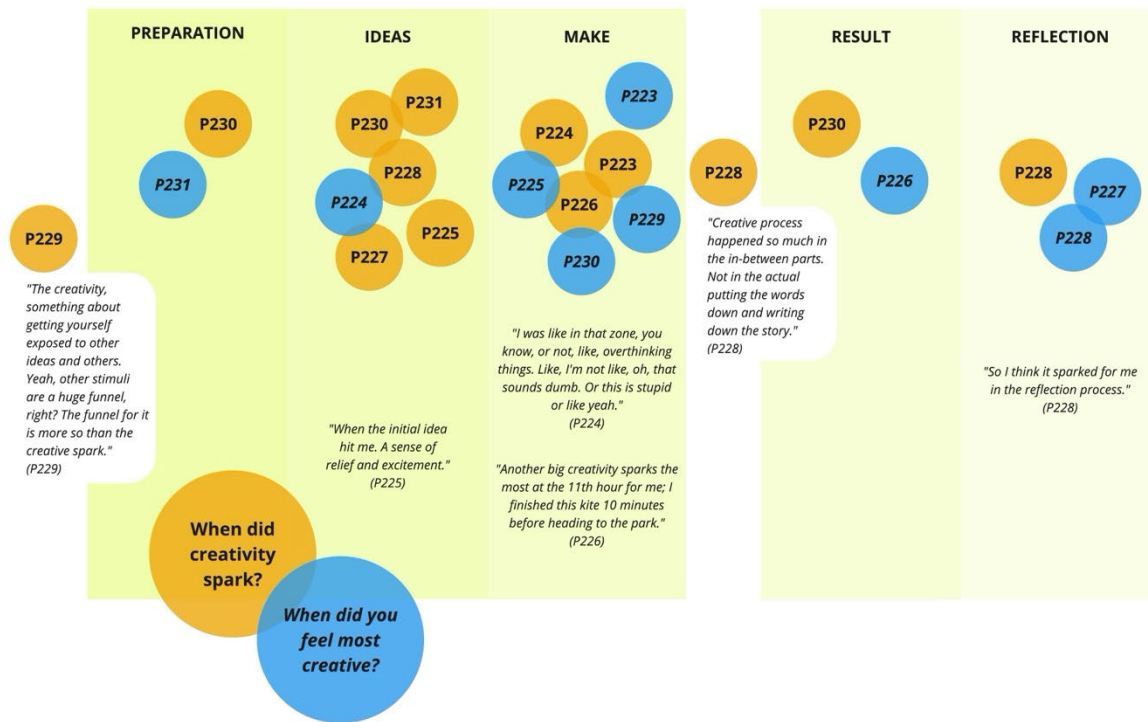 PREPARATION
IDEAS
MAKE
RESULT
REFLECTION
P230
P231
P229
"The creativity,
something about
getting yourself
exposed to other
ideas and others.
Yeah, other stimuli
are a huge funnel,
right? The funnel for it
is more so than the
creative spark."
(P229)
P231
P230
P228
P224
P225
P227
"When the initial idea
hit me. A sense of
relief and excitement."
(P225)
P223
P224
P223
P225
P226
P229
P230
"I was like in that zone, you
know, or not, like, overthinking
things. Like, I'm not like, oh, that
sounds dumb. Or this is stupid
or like yeah."
(P224)
"Another big creativity sparks the
most at the 11th hour for me; I
finished this kite 10 minutes
before heading to the park."
(P226)
P228
"Creative process
happened so much in
the in-between parts.
Not in the actual
putting the words
down and writing
down the story."
(P228)
P230
P226
P228
P227
P228
"So I think it sparked for me
in the reflection process."
(P228)
When did
creativity
spark?
When did you
feel most
creative?